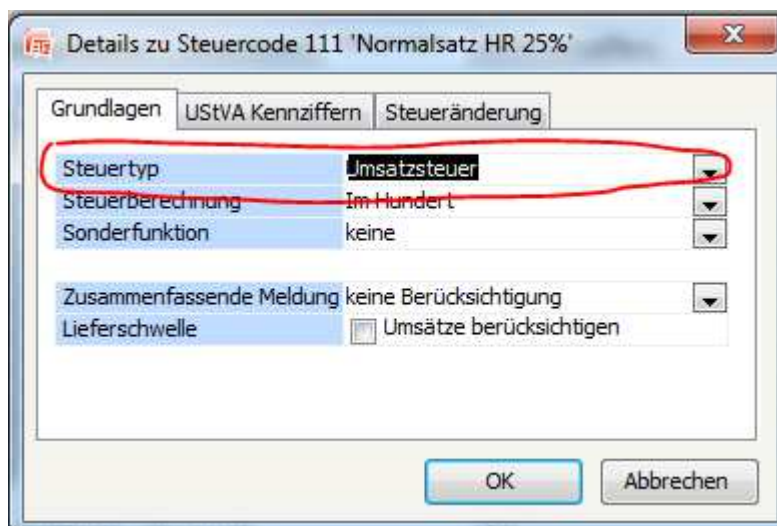 Details zu Steuercode 111 'Normalsatz HR 25%'
Grundlagen UStVA Kennziffern Steueränderung
Steuertyp Umsatzsteuer
Steuerberechnung Im Hundert
Sonderfunktion keine
Zusammenfassende Meldung keine Berücksichtigung
Lieferschwelle Umsätze berücksichtigen
OK Abbrechen